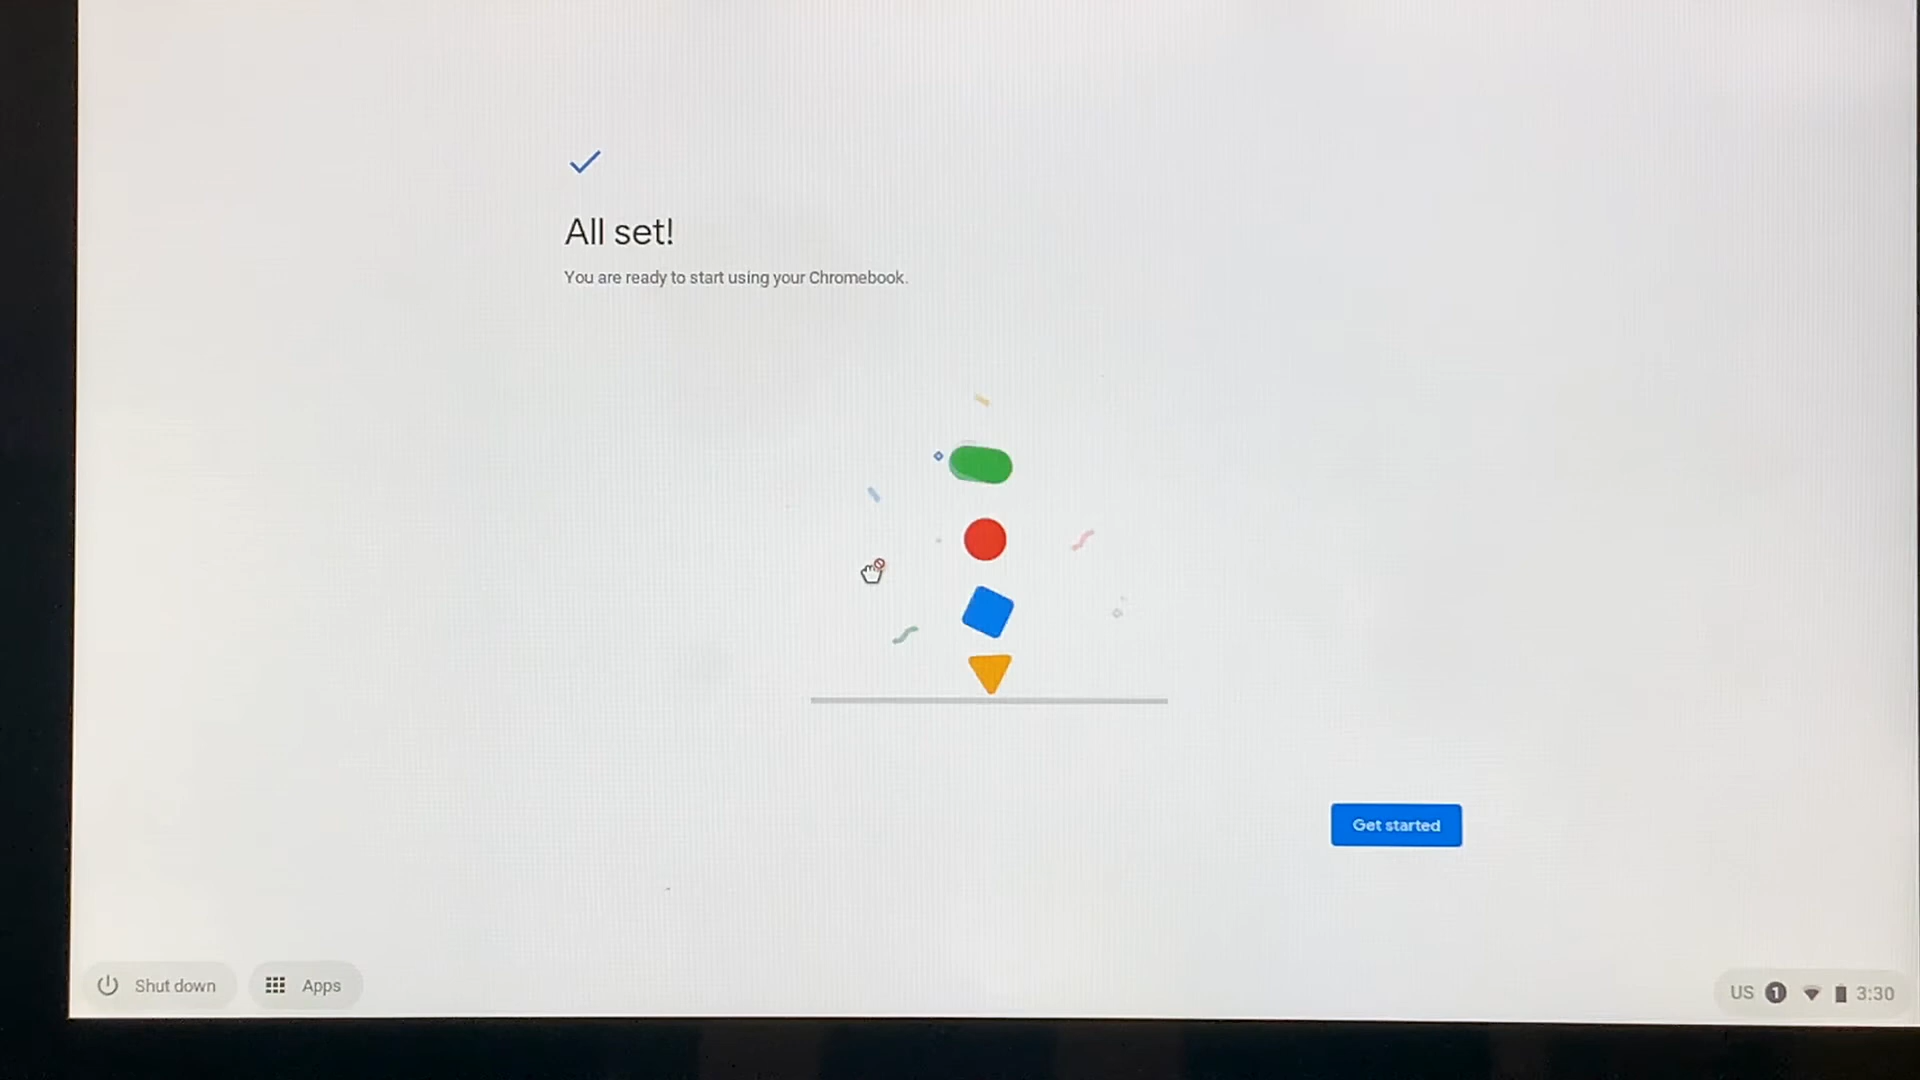 All set!
You are ready to start using your Chromebook.
Get started
Shut down
Apps
US 1 3:30